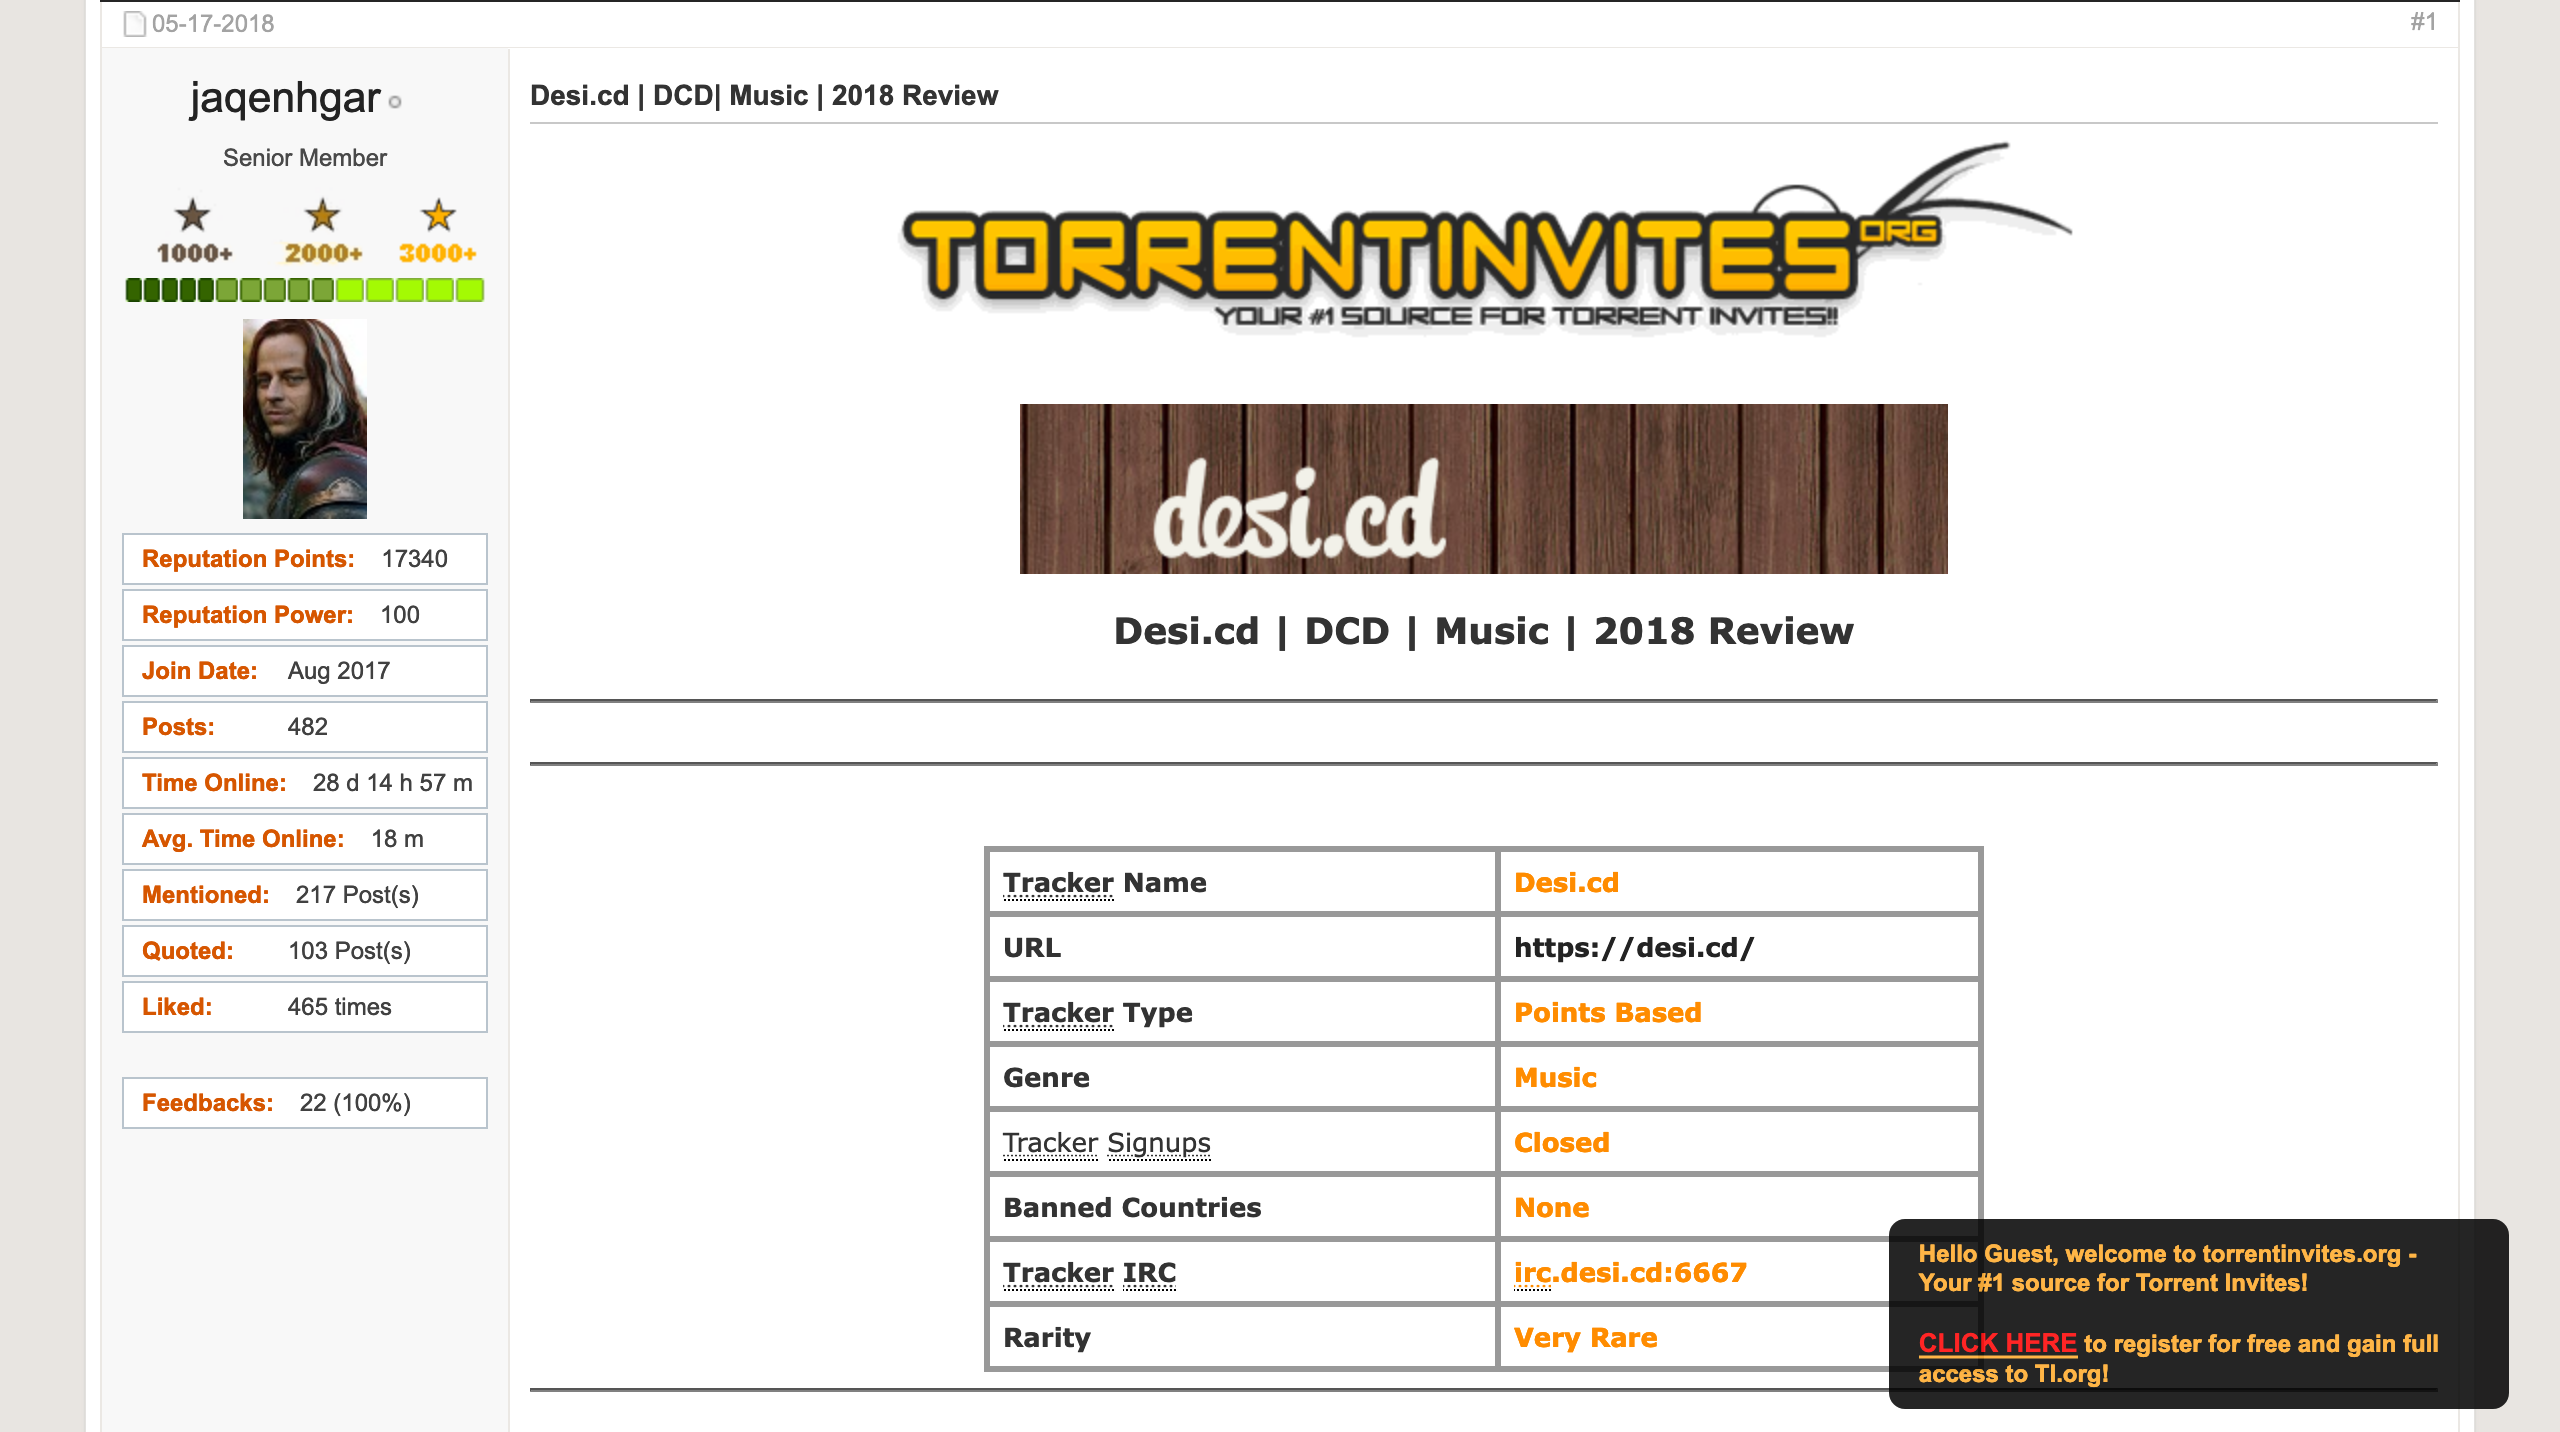 05-17-2018
#1
jaqenhgar
Senior Member
1000+ 2000+ 3000+
Reputation Points: 17340
Reputation Power: 100
Join Date: Aug 2017
Posts: 482
Time Online: 28 d 14 h 57 m
Avg. Time Online: 18 m
Mentioned: 217 Post(s)
Quoted: 103 Post(s)
Liked: 465 times
Feedbacks: 22 (100%)
Desi.cd | DCD| Music | 2018 Review
TORRENTINVITES ORG
YOUR #1 SOURCE FOR TORRENT INVITES!!
desi.cd
Desi.cd | DCD | Music | 2018 Review
Tracker Name Desi.cd
URL https://desi.cd/
Tracker Type Points Based
Genre Music
Tracker Signups Closed
Banned Countries None
Tracker IRC irc.desi.cd:6667
Rarity Very Rare
Hello Guest, welcome to torrentinvites.org -
Your #1 source for Torrent Invites!
CLICK HERE to register for free and gain full
access to TI.org!